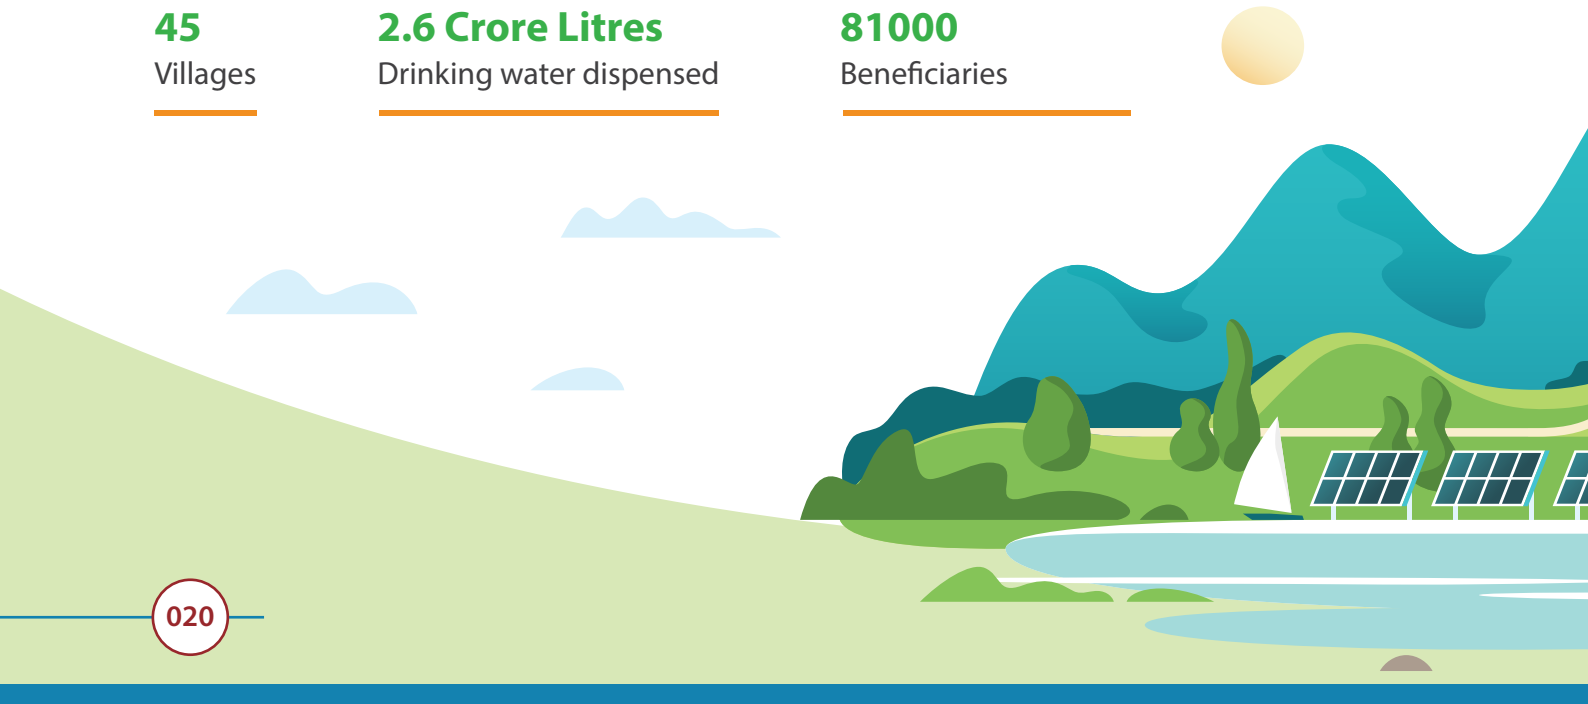 45
Villages
2.6 Crore Litres
Drinking water dispensed
81000
Beneficiaries
020